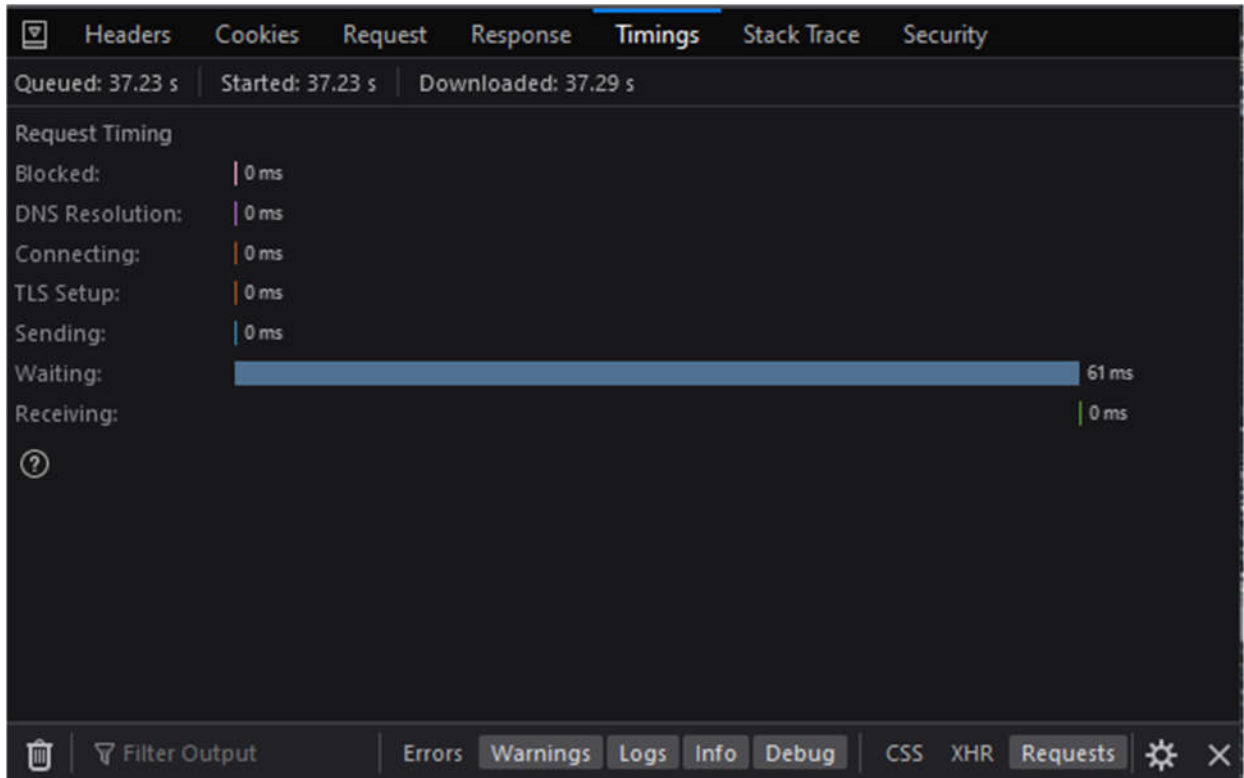 Headers Cookies Request Response Timings Stack Trace Security
Queued: 37.23 s Started: 37.23 s Downloaded: 37.29 s
Request Timing
Blocked: 0 ms
DNS Resolution: 0 ms
Connecting: 0 ms
TLS Setup: 0 ms
Sending: 0 ms
Waiting: 61 ms
Receiving: 0 ms
?
Filter Output Errors Warnings Logs Info Debug CSS XHR Requests